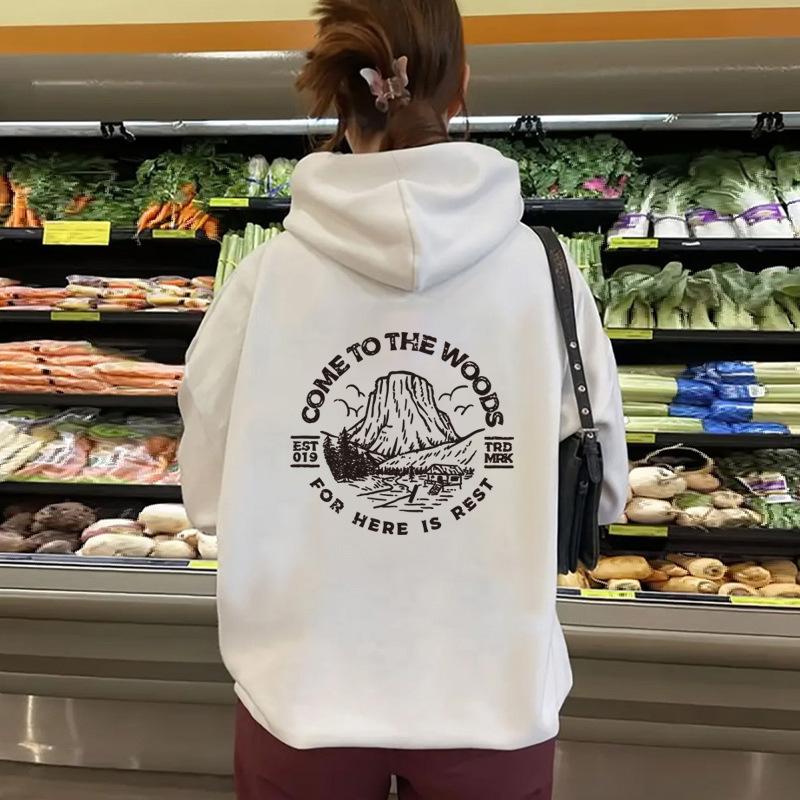 COME TO THE WOODS
EST
019
TRD
MRK
FOR HERE IS REST